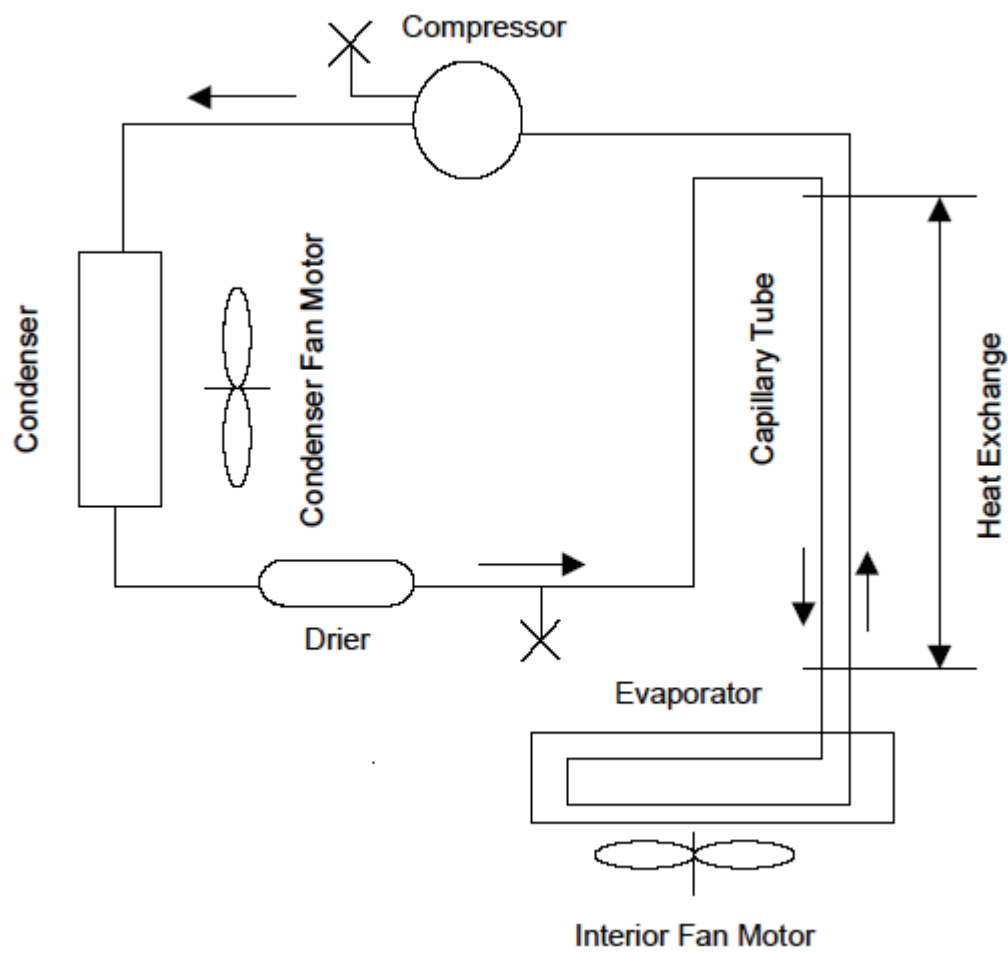 Compressor
Condenser
Condenser Fan Motor
Capillary Tube
Heat Exchange
Drier
Evaporator
Interior Fan Motor